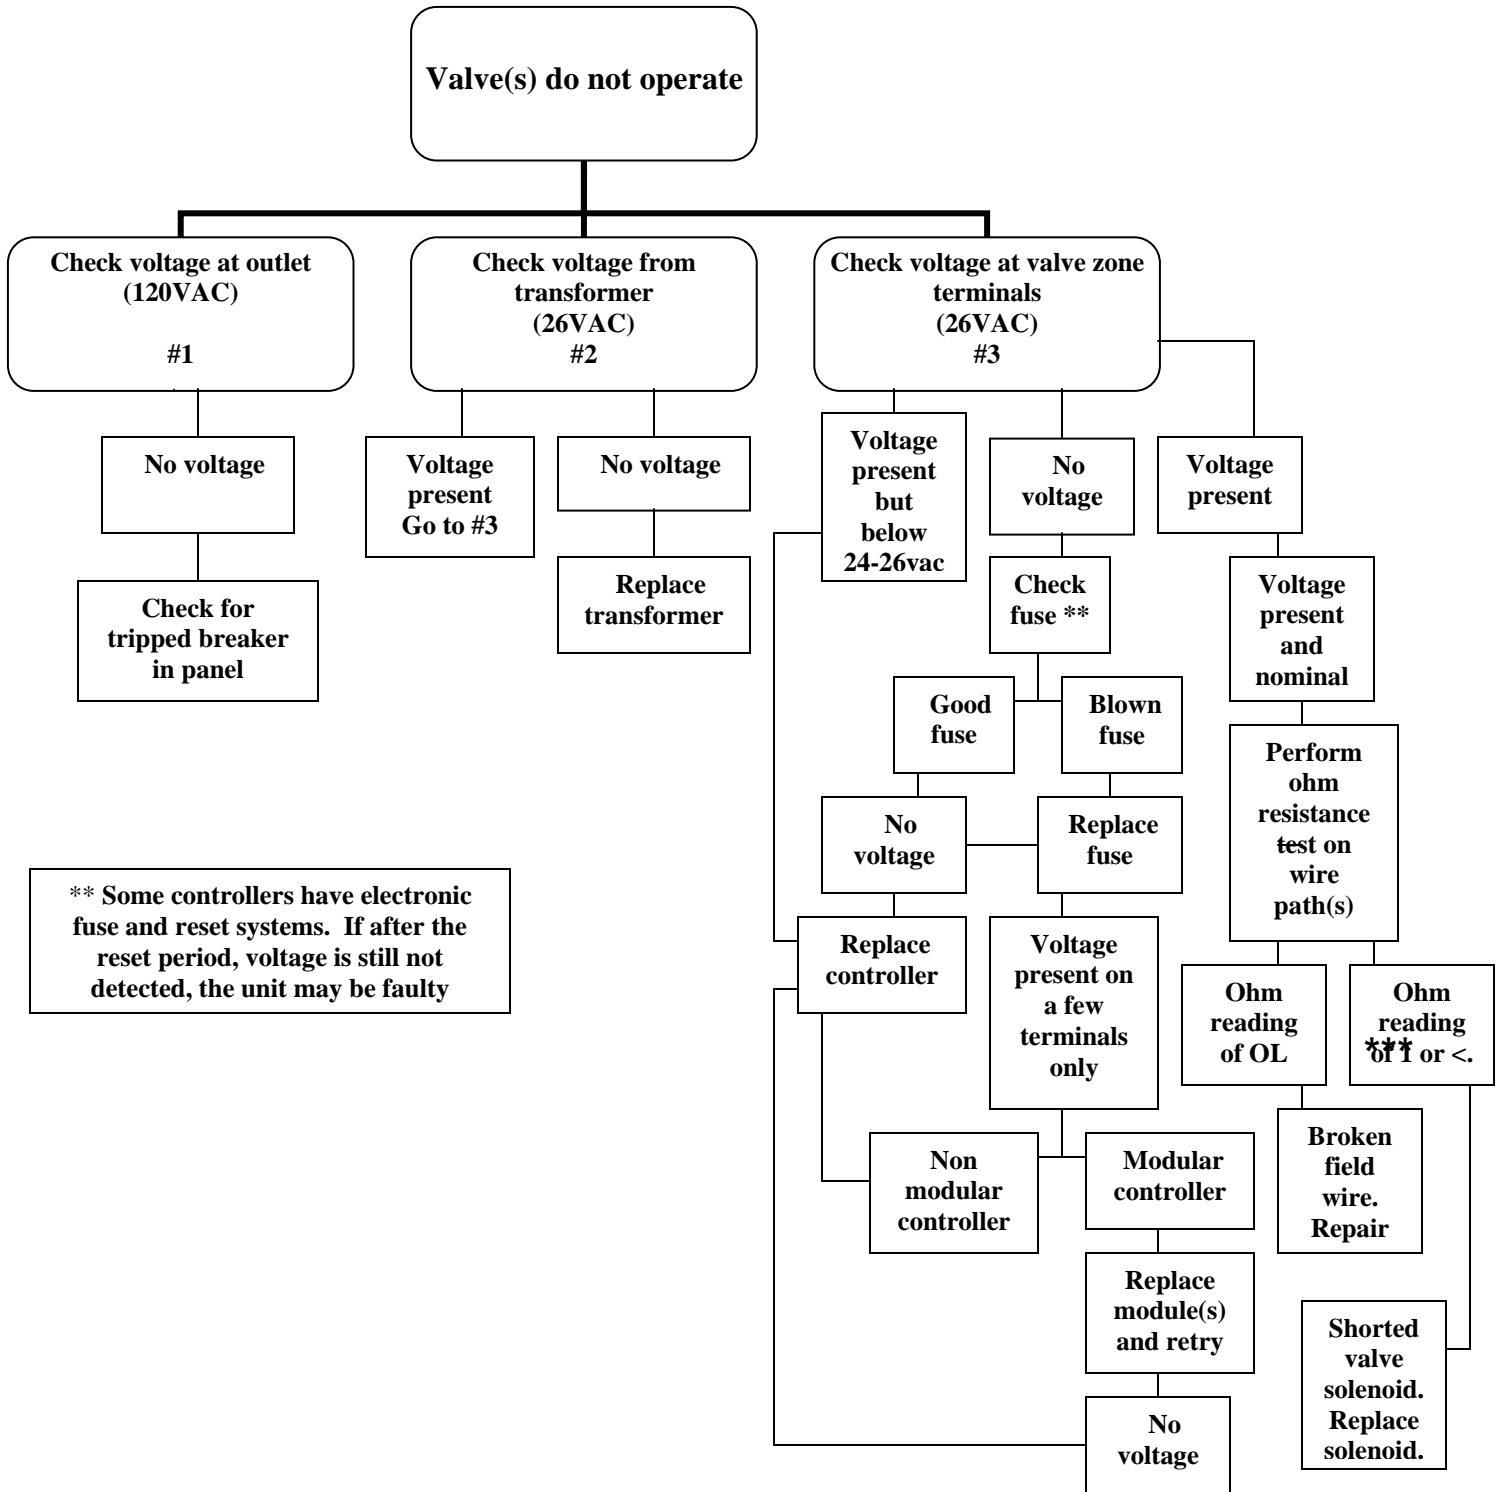 Valve(s) do not operate
Check voltage at outlet
(120VAC)
#1
Check voltage from
transformer
(26VAC)
#2
Check voltage at valve zone
terminals
(26VAC)
#3
No voltage
Check for
tripped breaker
in panel
Voltage
present
Go to #3
No voltage
Replace
transformer
Voltage
present
but
below
24-26vac
No
voltage
Voltage
present
Check
fuse **
Voltage
present
and
nominal
Good
fuse
Blown
fuse
Perform
ohm
resistance
test on
wire
path(s)
No
voltage
Replace
fuse
** Some controllers have electronic
fuse and reset systems. If after the
reset period, voltage is still not
detected, the unit may be faulty
Replace
controller
Voltage
present on
a few
terminals
only
Ohm
reading
of OL
Ohm
reading
***
of 1 or <.
Non
modular
controller
Modular
controller
Broken
field
wire.
Repair
Replace
module(s)
and retry
Shorted
valve
solenoid.
Replace
solenoid.
No
voltage